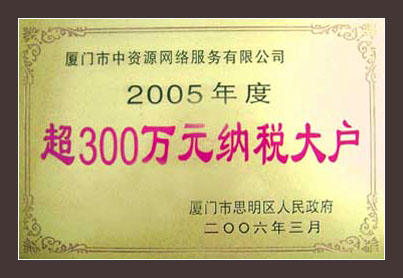 厦门市中资源网络服务有限公司
2005年度
超300万元纳税大户
厦门市思明区人民政府
二〇〇六年三月